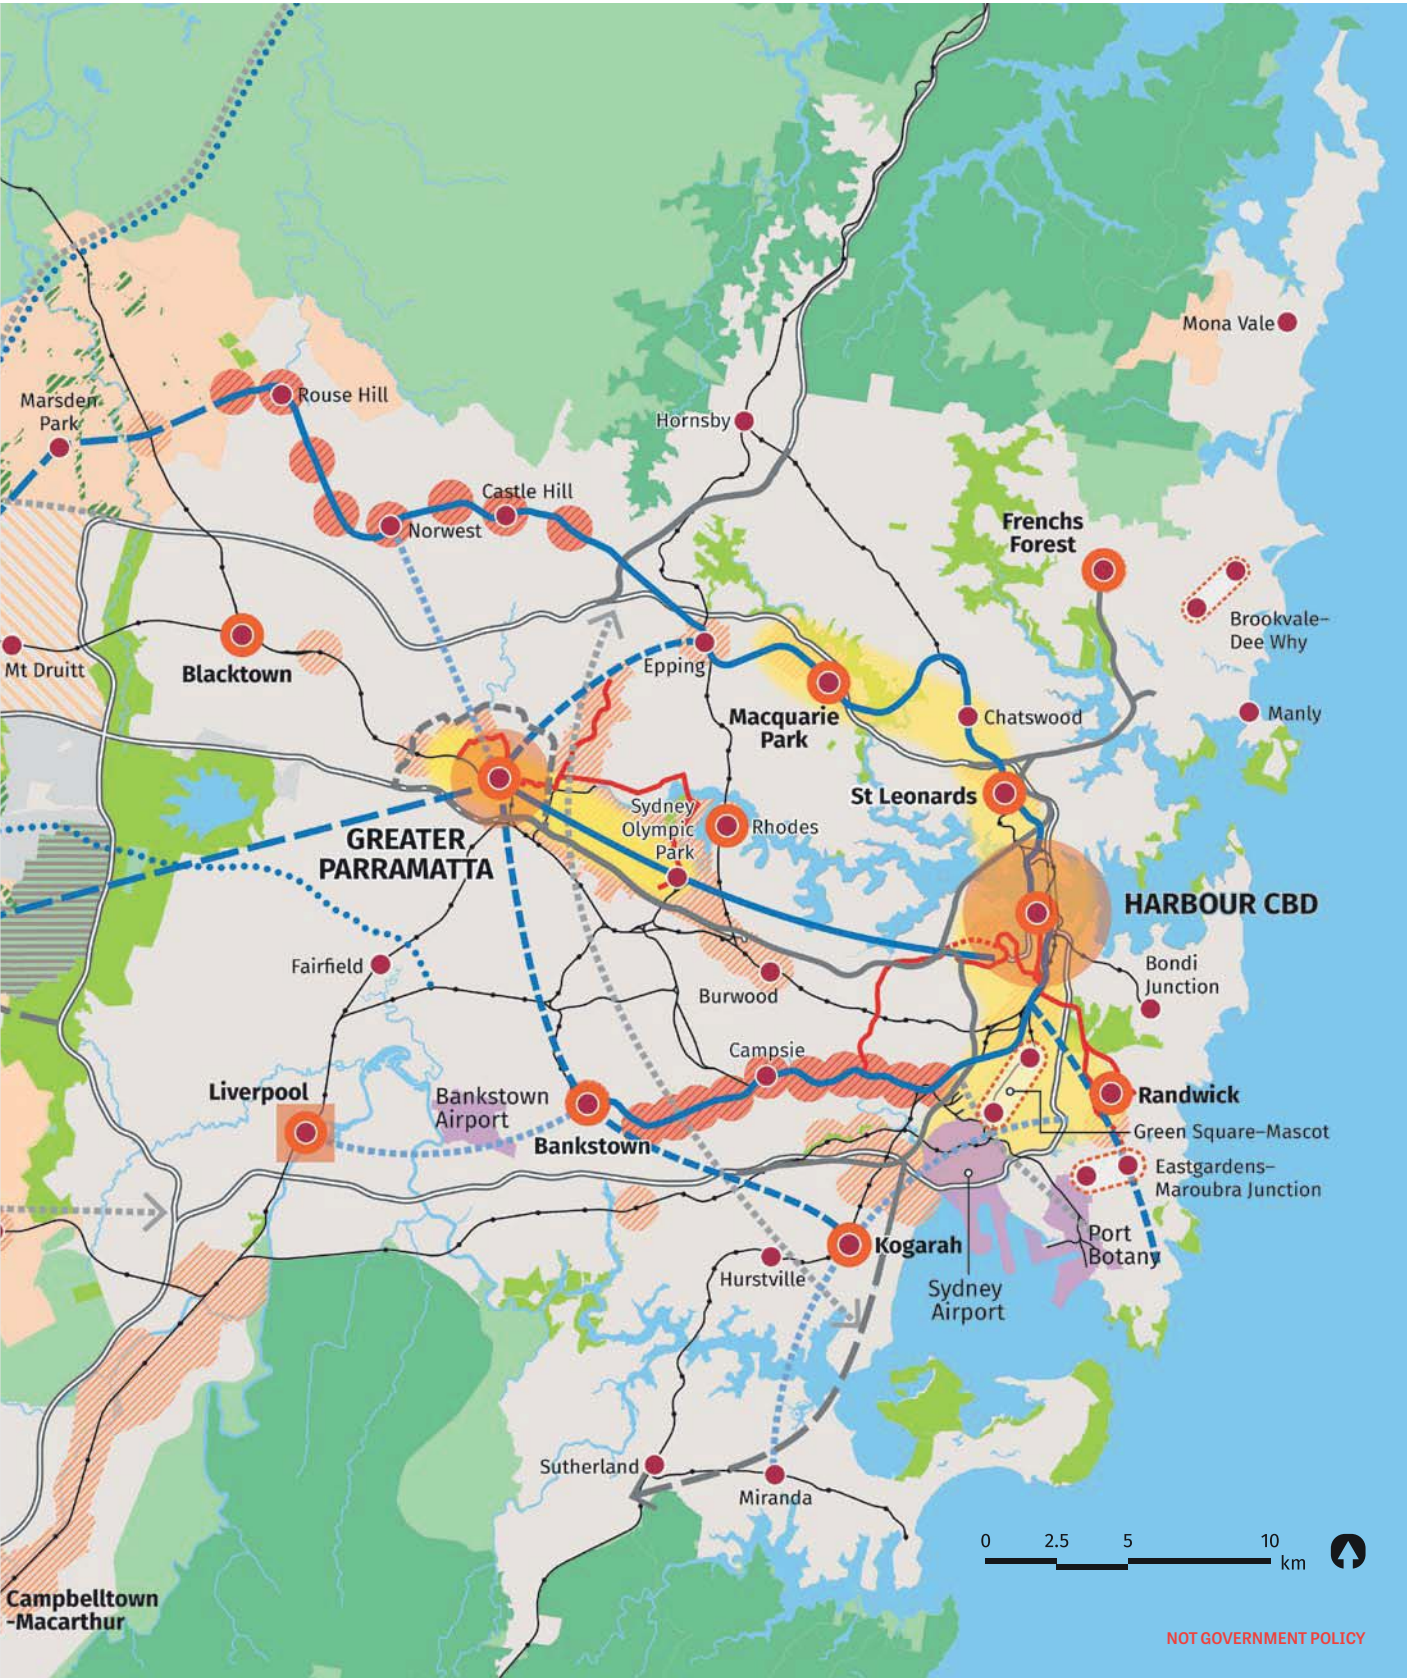 Mona Vale
Marsden
Park
Rouse Hill
Hornsby
Castle Hill
Norwest
Frenchs
Forest
Brookvale–
Dee Why
Mt Druitt
Blacktown
Epping
Macquarie
Park
Chatswood
Manly
St Leonards
Sydney
Olympic
Park
Rhodes
GREATER
PARRAMATTA
HARBOUR CBD
Fairfield
Burwood
Bondi
Junction
Campsie
Liverpool
Bankstown
Airport
Bankstown
Randwick
Green Square–Mascot
Eastgardens–
Maroubra Junction
Port
Botany
Kogarah
Hurstville
Sydney
Airport
Sutherland
Miranda
0 2.5 5 10
km
Campbelltown
-Macarthur
NOT GOVERNMENT POLICY